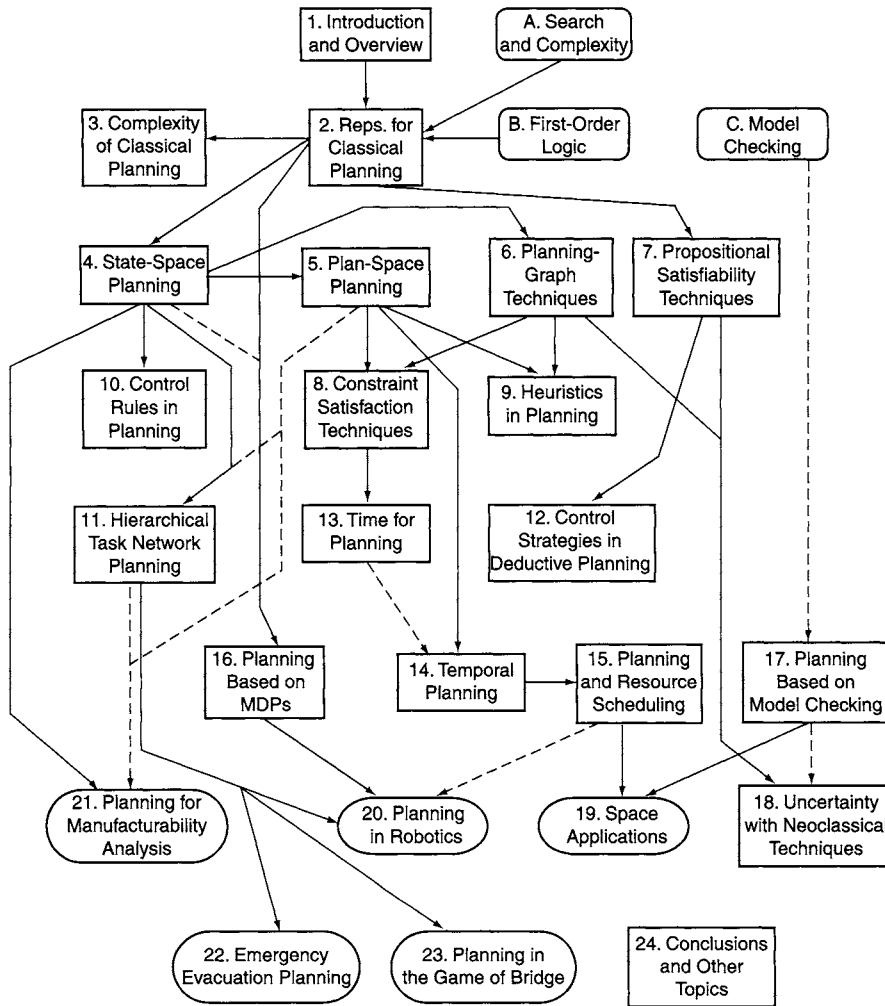 1. Introduction
and Overview
A. Search
and Complexity
3. Complexity
of Classical
Planning
2. Reps. for
Classical
Planning
B. First-Order
Logic
C. Model
Checking
4. State-Space
Planning
5. Plan-Space
Planning
6. Planning-
Graph
Techniques
7. Propositional
Satisfiability
Techniques
10. Control
Rules in
Planning
8. Constraint
Satisfaction
Techniques
9. Heuristics
in Planning
11. Hierarchical
Task Network
Planning
13. Time for
Planning
12. Control
Strategies in
Deductive Planning
16. Planning
Based on
MDPs
14. Temporal
Planning
15. Planning
and Resource
Scheduling
17. Planning
Based on
Model Checking
21. Planning for
Manufacturability
Analysis
20. Planning
in Robotics
19. Space
Applications
18. Uncertainty
with Neoclassical
Techniques
22. Emergency
Evacuation Planning
23. Planning in
the Game of Bridge
24. Conclusions
and Other
Topics